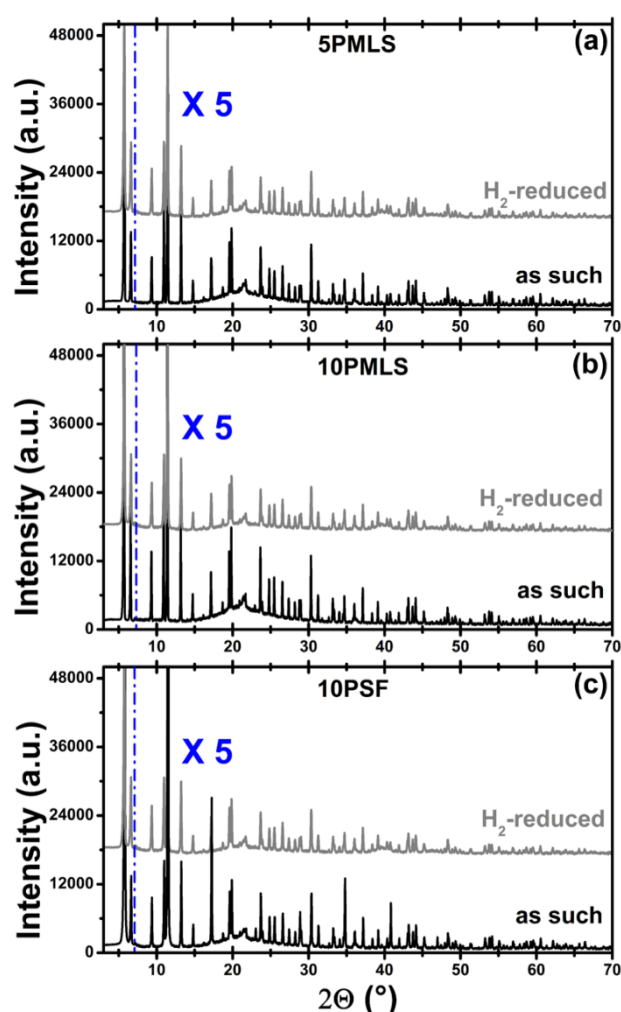 48000
36000
24000
12000
0
Intensity (a.u.)
5PMLS
(a)
X 5
H₂-reduced
as such
10 20 30 40 50 60 70
48000
36000
24000
12000
0
Intensity (a.u.)
10PMLS
(b)
X 5
H₂-reduced
as such
10 20 30 40 50 60 70
48000
36000
24000
12000
0
Intensity (a.u.)
10PSF
(c)
X 5
H₂-reduced
as such
10 20 30 40 50 60 70
2Θ (°)